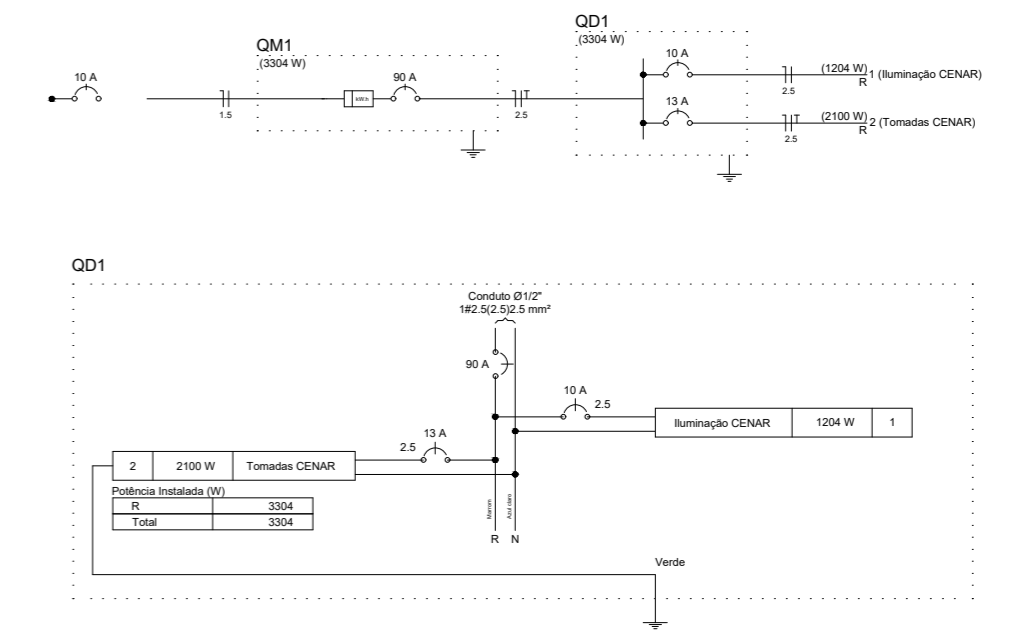 QD1
(3304 W)
QM1
(3304 W)
10 A
10 A
90 A
kW.h
13 A
1.5
2.5
2.5
(1204 W)
R
1 (Iluminação CENAR)
2.5
(2100 W)
R
2 (Tomadas CENAR)
QD1
Conduto Ø1/2"
1#2.5(2.5)2.5 mm²
90 A
10 A
2.5
Iluminação CENAR 1204 W 1
13 A
2.5
2 2100 W Tomadas CENAR
Potência Instalada (W)
R 3304
Total 3304
Marrom
Azul claro
R N
Verde